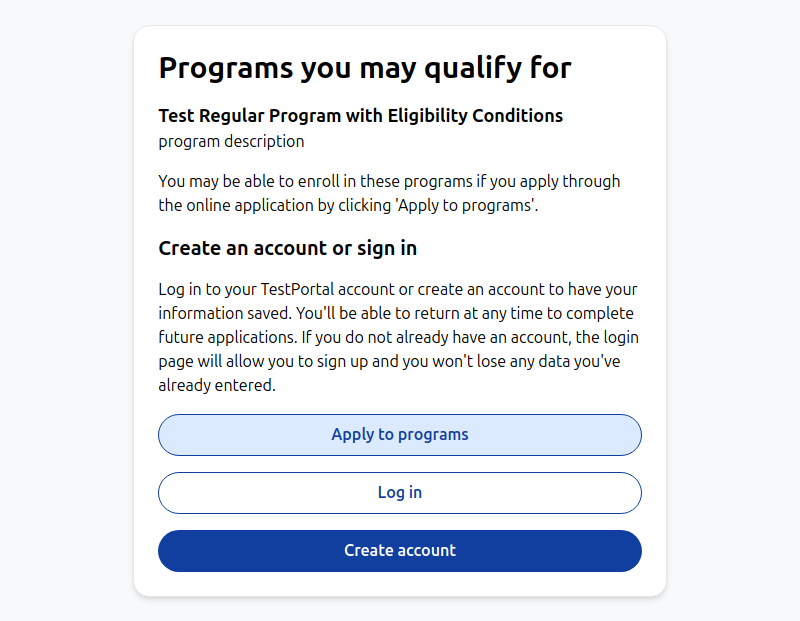 Programs you may qualify for
Test Regular Program with Eligibility Conditions
program description
You may be able to enroll in these programs if you apply through
the online application by clicking 'Apply to programs'.
Create an account or sign in
Log in to your TestPortal account or create an account to have your
information saved. You'll be able to return at any time to complete
future applications. If you do not already have an account, the login
page will allow you to sign up and you won't lose any data you've
already entered.
Apply to programs
Log in
Create account